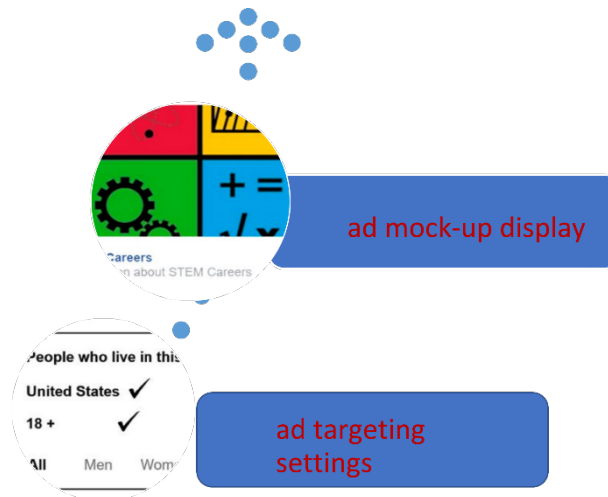 + =
√ x
Careers
about STEM Careers
ad mock-up display
People who live in this
United States ✓
18 + ✓
All Men
ad targeting
settings